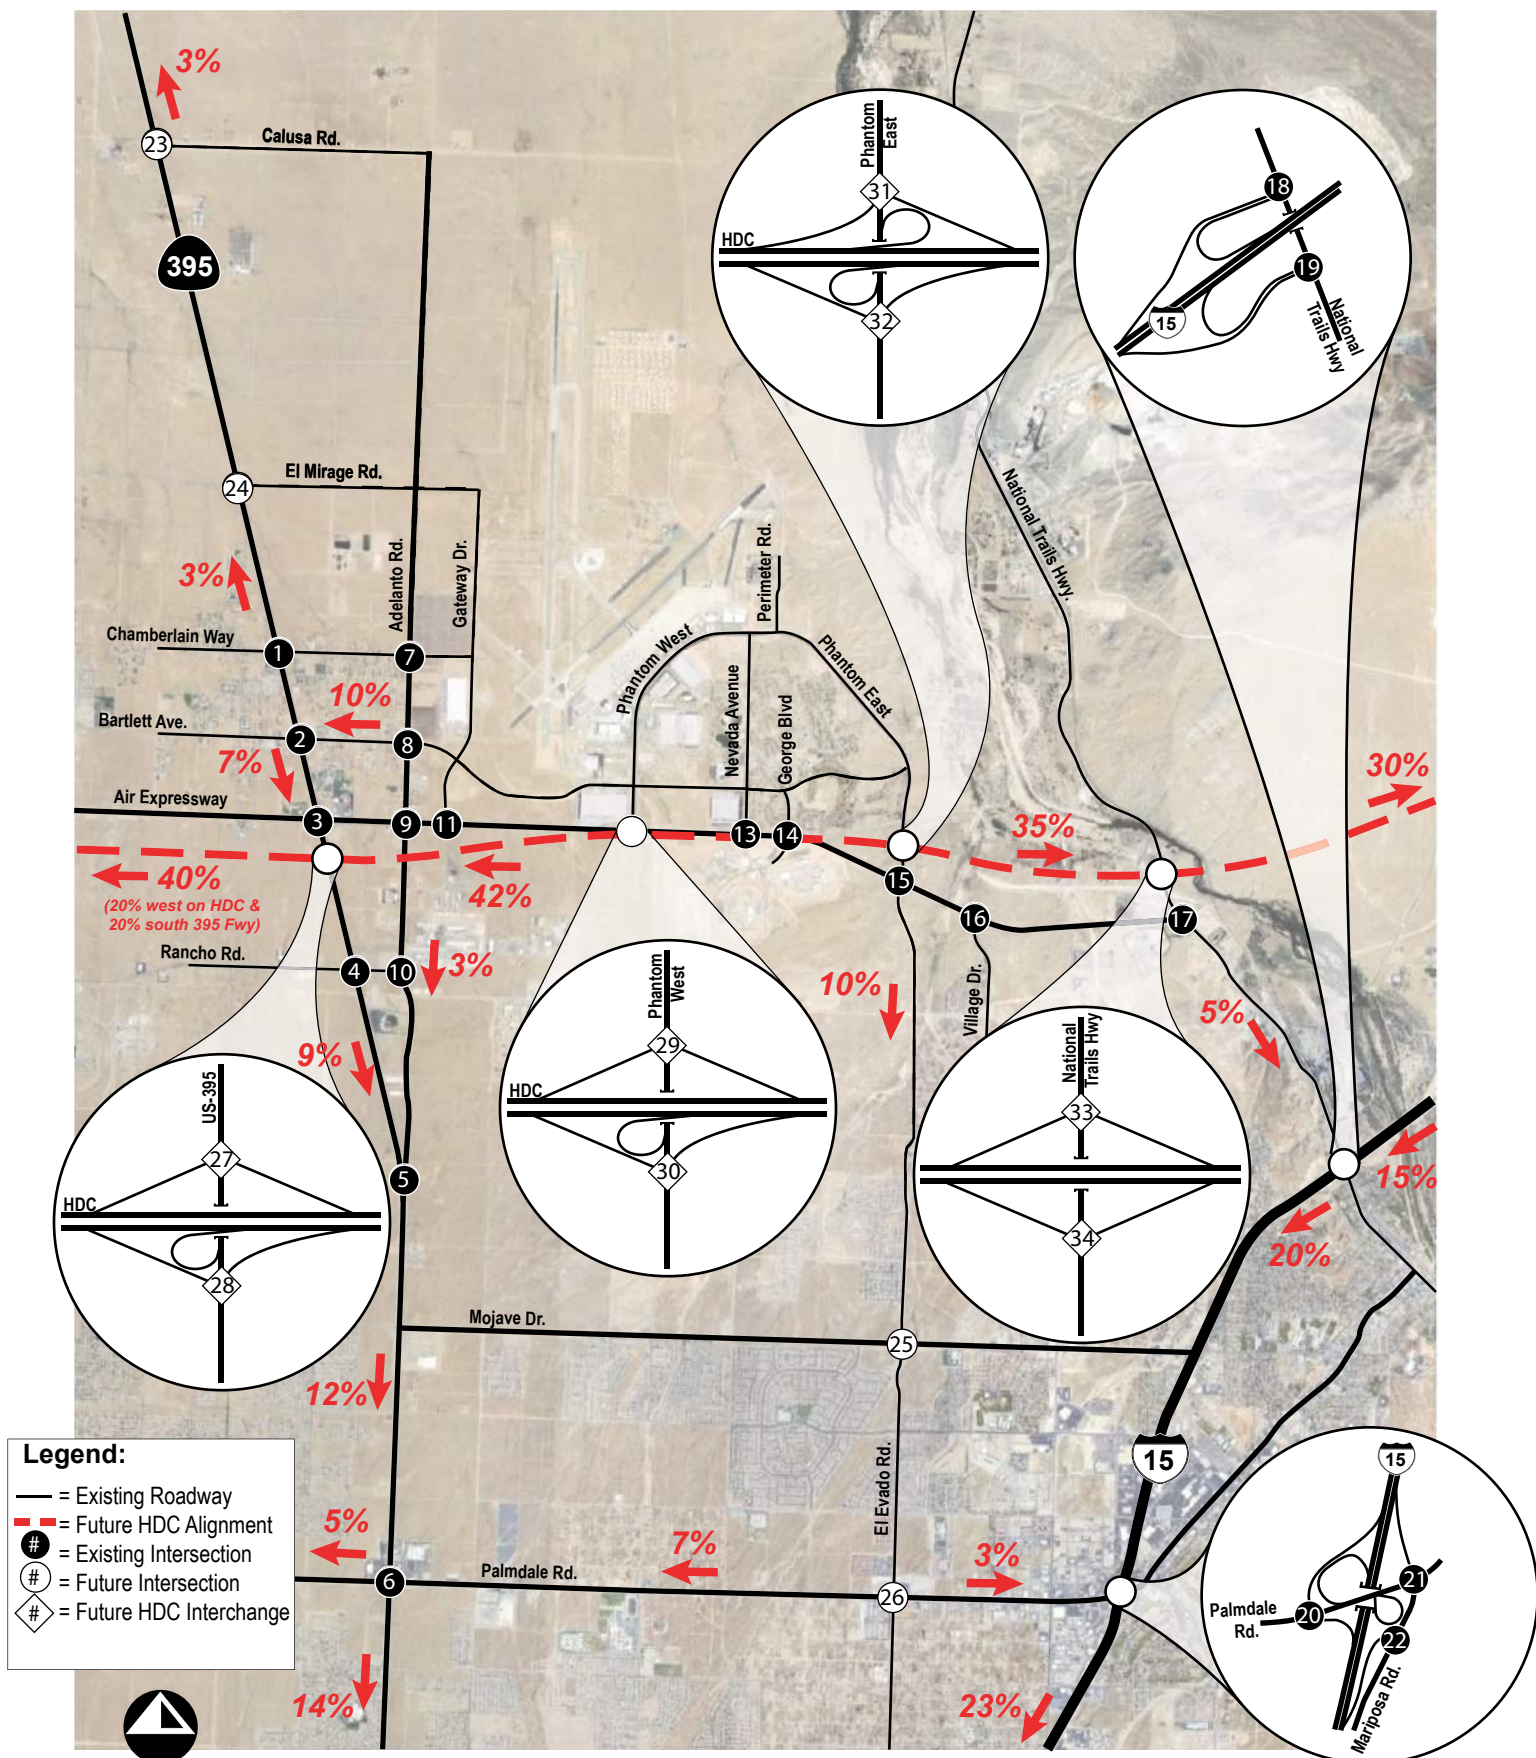 3%
23
Calusa Rd.
395
Phantom
East
31
HDC
32
18
19
15
National
Trails Hwy
El Mirage Rd.
24
3%
Adelanto Rd.
Gateway Dr.
Perimeter Rd.
National Trails Hwy.
Chamberlain Way
1
7
Phantom West
Phantom East
Nevada Avenue
George Blvd
10%
Bartlett Ave.
2
8
7%
30%
Air Expressway
3
9
11
13
14
35%
40%
(20% west on HDC &
20% south 395 Fwy)
42%
15
16
17
Rancho Rd.
4
10
3%
10%
Village Dr.
5%
Phantom
West
29
HDC
30
National
Trails Hwy
33
34
9%
US-395
27
HDC
28
5
15%
20%
Mojave Dr.
25
12%
El Evado Rd.
15
Legend:
= Existing Roadway
= Future HDC Alignment
# = Existing Intersection
# = Future Intersection
# = Future HDC Interchange
5%
6
Palmdale Rd.
7%
3%
26
14%
23%
15
21
20
22
Palmdale
Rd.
Mariposa Rd.